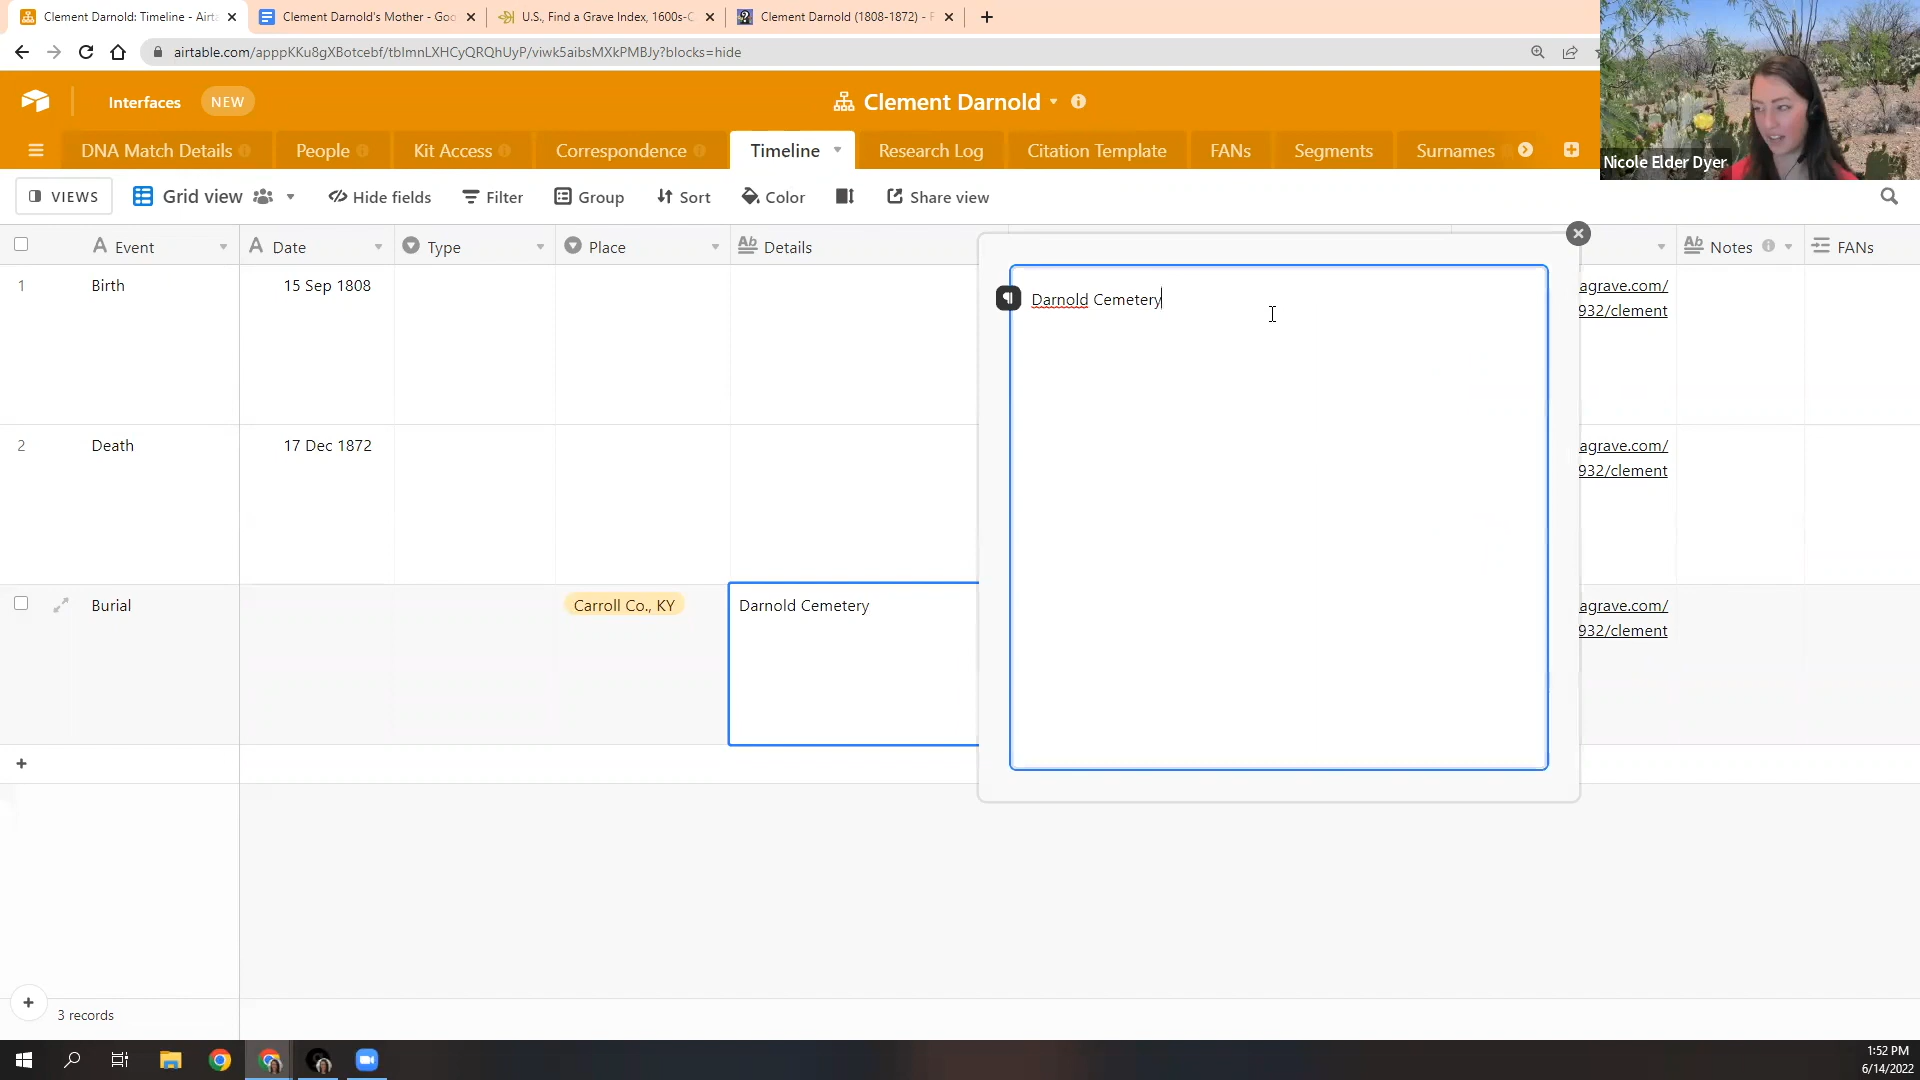 Clement Darnold: Timeline - Airt
Clement Darnold's Mother - Goo
U.S., Find a Grave Index, 1600s-C
Clement Darnold (1808-1872) - F
airtable.com/apppKKu8gXBotcebf/tblmnLXHCyQRQhUyP/viwk5aibsMXkPMBJy?blocks=hide
Interfaces
NEW
Clement Darnold
DNA Match Details
People
Kit Access
Correspondence
Timeline
Research Log
Citation Template
FANs
Segments
Surnames
Nicole Elder Dyer
VIEWS
Grid view
Hide fields
Filter
Group
Sort
Color
Share view
Event
Date
Type
Place
Details
Notes
FANs
1
Birth
15 Sep 1808
agrave.com/
932/clement
Darnold Cemetery
2
Death
17 Dec 1872
agrave.com/
932/clement
Burial
Carroll Co., KY
Darnold Cemetery
agrave.com/
932/clement
3 records
1:52 PM
6/14/2022